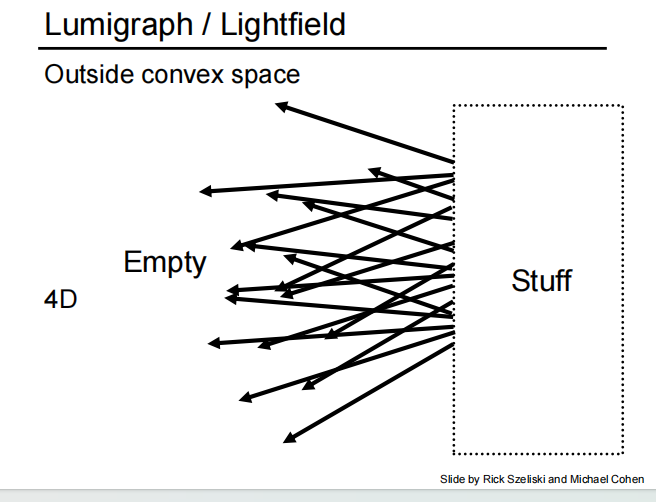 Lumigraph / Lightfield
Outside convex space
Empty
Stuff
4D
Slide by Rick Szeliski and Michael Cohen